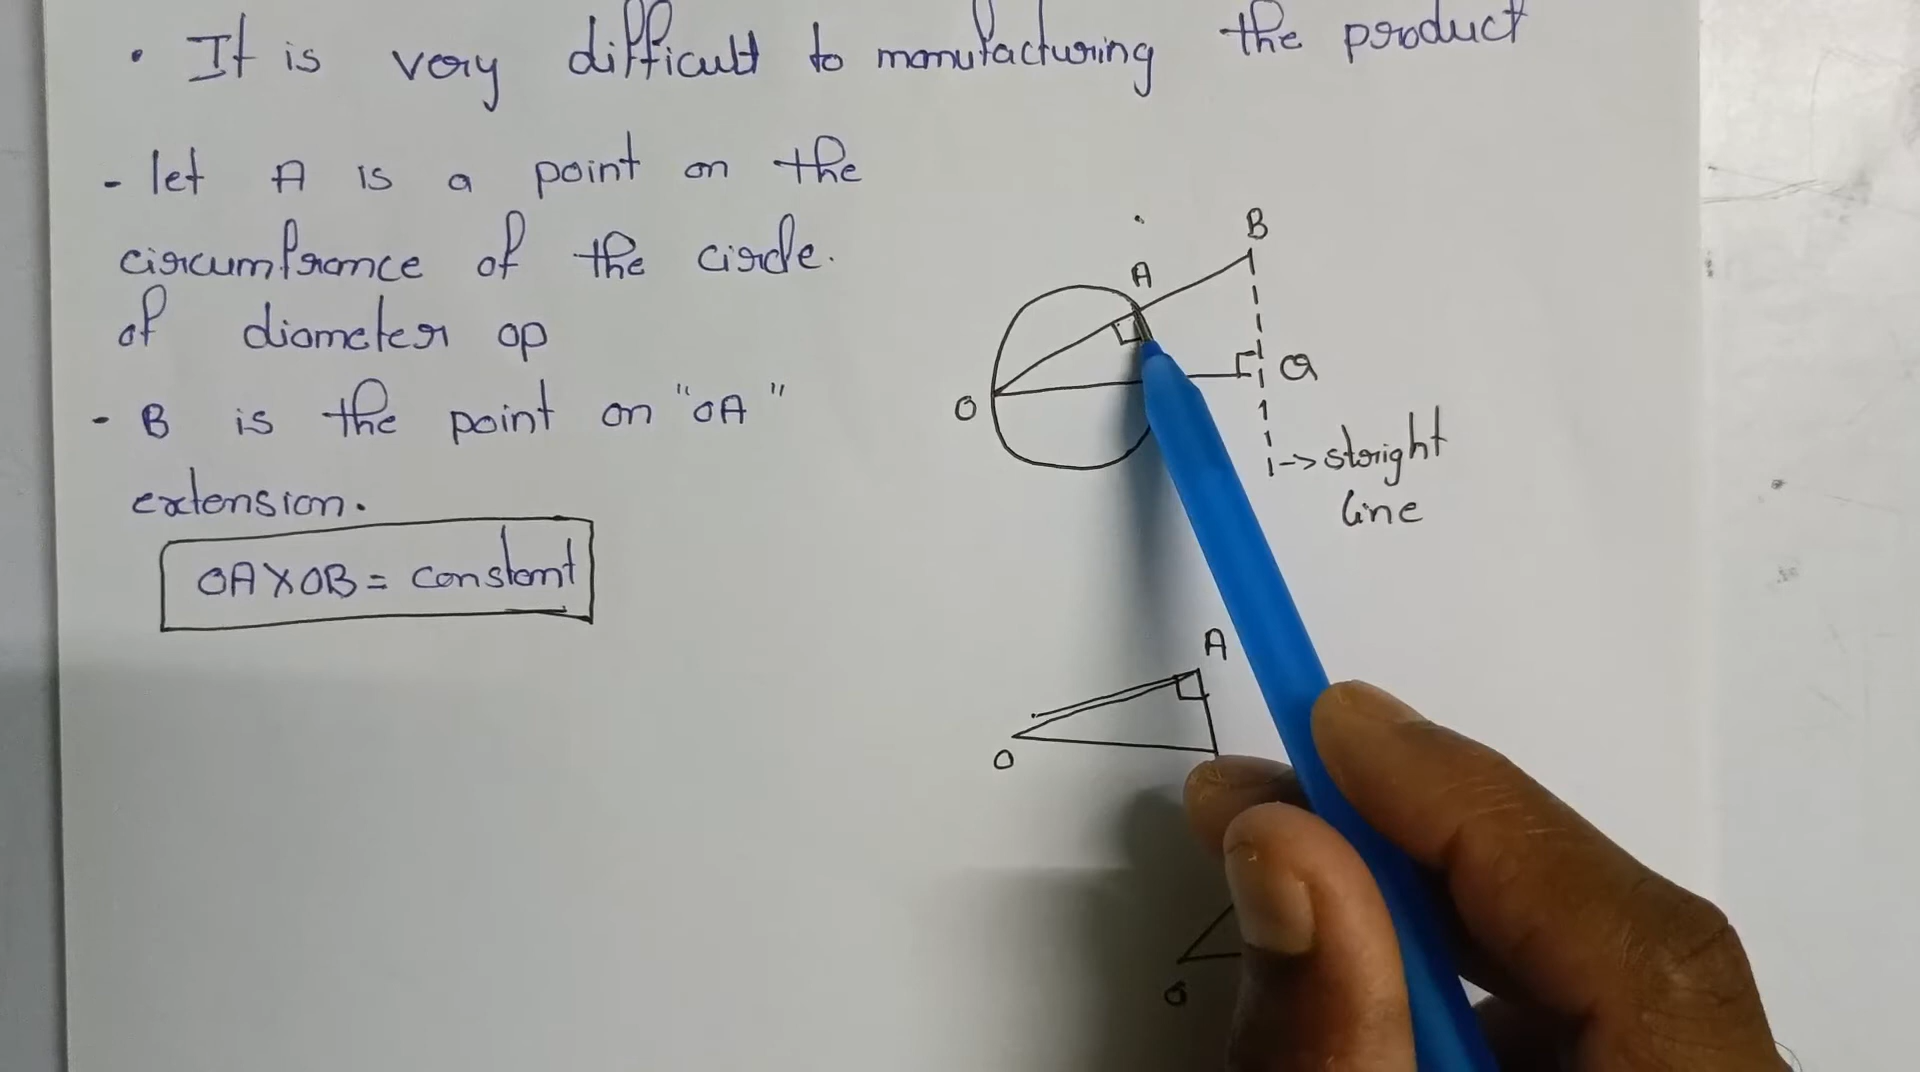 • It is very difficult to manufacturing the product
- let A is a point on the
circumfrance of the circle.
of diameter op
- B is the point on "OA"
extension.
OA X OB = constant
B
A
Q
O
-> straight
line
A
O
O